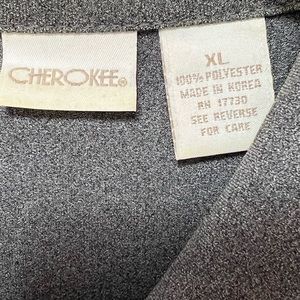 CHEROKEE®
XL
100% POLYESTER
MADE IN KOREA
RN 17730
SEE REVERSE
FOR CARE